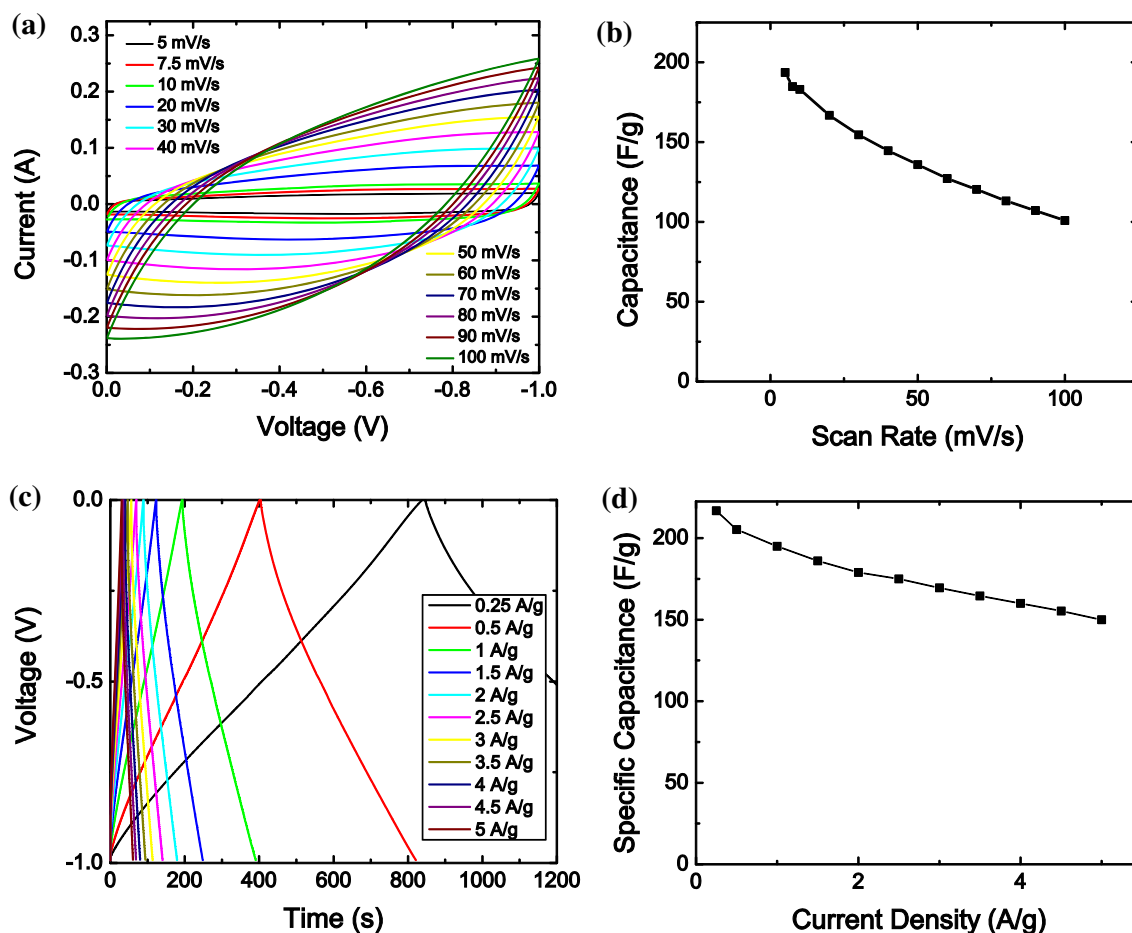 (a)
0.3
0.2
0.1
0.0
-0.1
-0.2
-0.3
Current (A)
5 mV/s
7.5 mV/s
10 mV/s
20 mV/s
30 mV/s
40 mV/s
50 mV/s
60 mV/s
70 mV/s
80 mV/s
90 mV/s
100 mV/s
0.0 -0.2 -0.4 -0.6 -0.8 -1.0
Voltage (V)
(b)
200
150
100
50
0
Capacitance (F/g)
0 50 100
Scan Rate (mV/s)
(c)
0.0
-0.5
-1.0
Voltage (V)
0.25 A/g
0.5 A/g
1 A/g
1.5 A/g
2 A/g
2.5 A/g
3 A/g
3.5 A/g
4 A/g
4.5 A/g
5 A/g
0 200 400 600 800 1000 1200
Time (s)
(d)
200
150
100
50
0
Specific Capacitance (F/g)
0 2 4
Current Density (A/g)